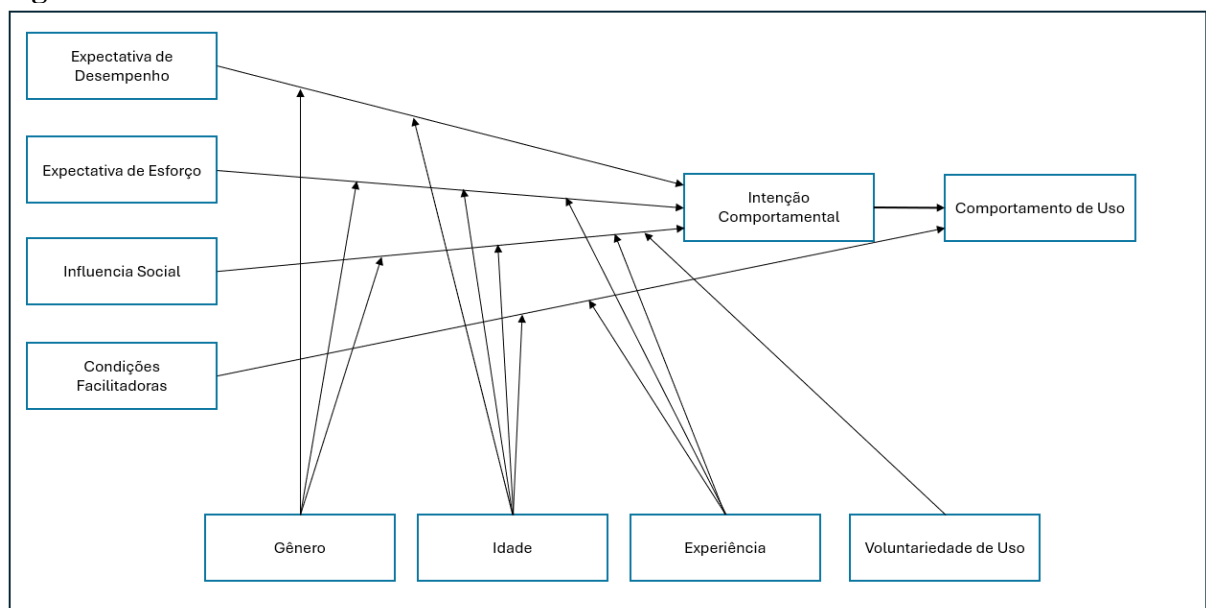 Expectativa de
Desempenho
Expectativa de Esforço
Influencia Social
Condições
Facilitadoras
Intenção
Comportamental
Comportamento de Uso
Gênero
Idade
Experiência
Voluntariedade de Uso